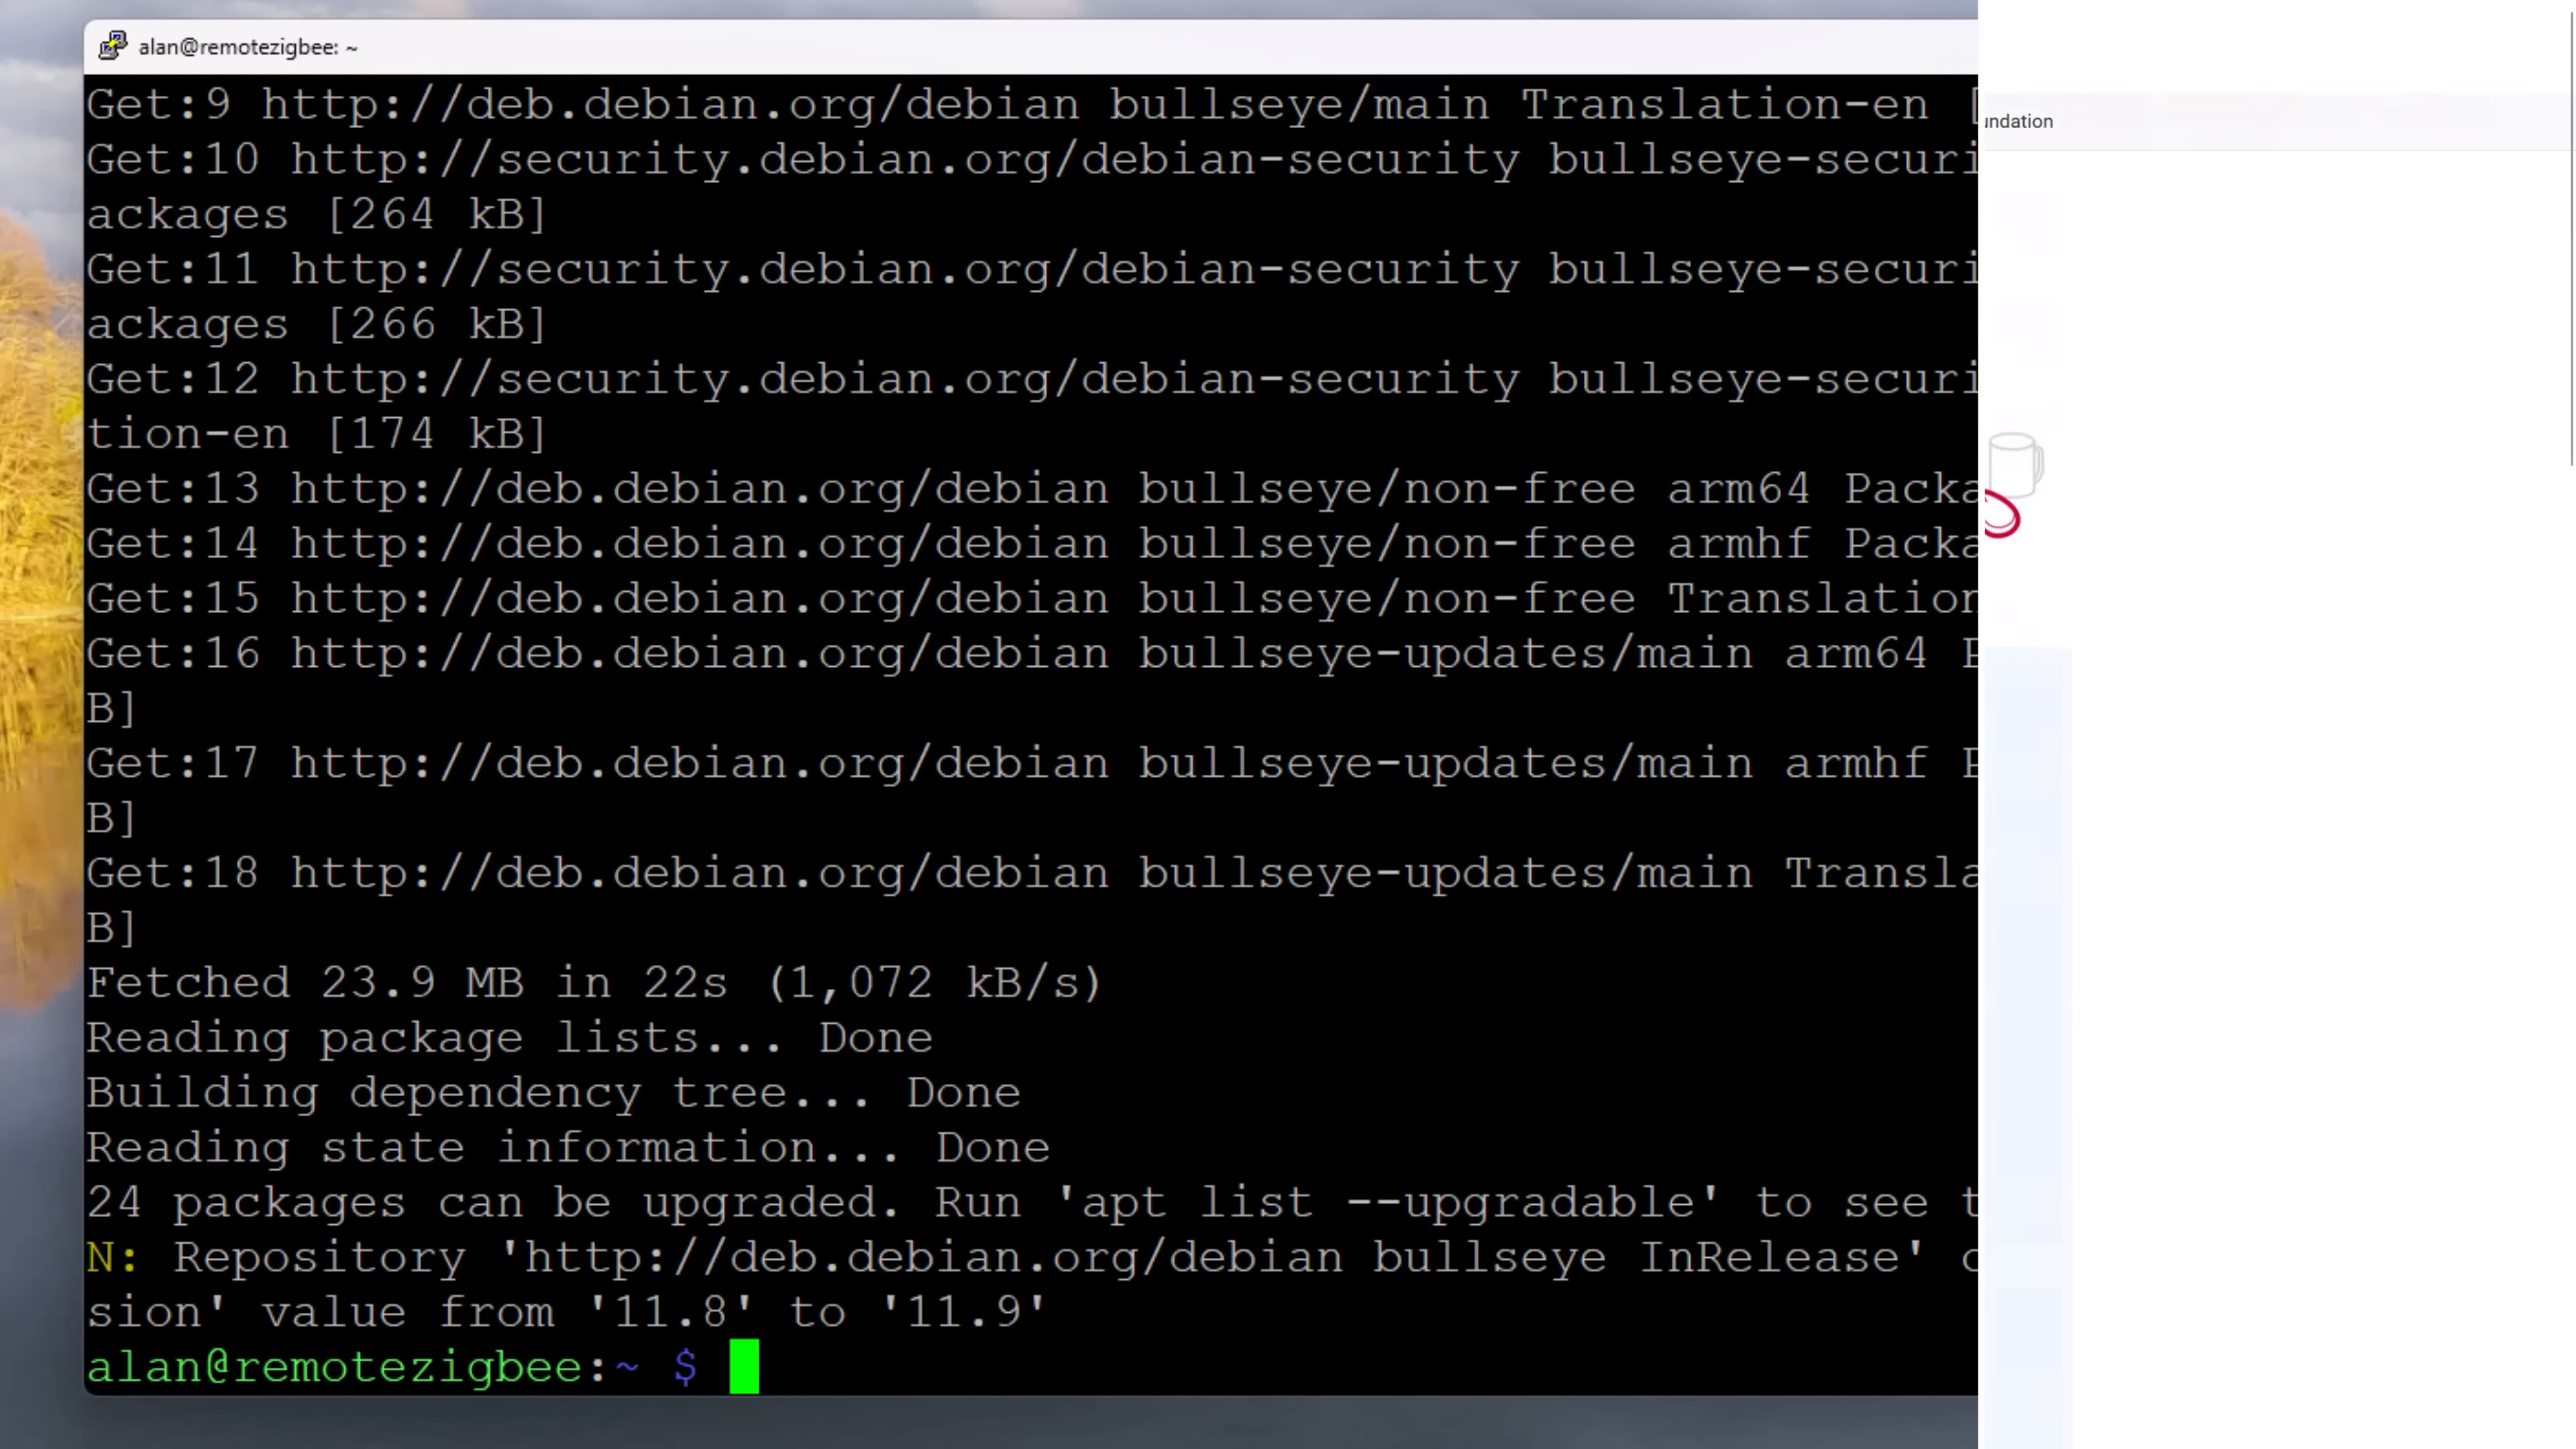 alan@remotezigbee: ~
Get:9 http://deb.debian.org/debian bullseye/main Translation-en [
Get:10 http://security.debian.org/debian-security bullseye-securi
ackages [264 kB]
Get:11 http://security.debian.org/debian-security bullseye-securi
ackages [266 kB]
Get:12 http://security.debian.org/debian-security bullseye-securi
tion-en [174 kB]
Get:13 http://deb.debian.org/debian bullseye/non-free arm64 Packa
Get:14 http://deb.debian.org/debian bullseye/non-free armhf Packa
Get:15 http://deb.debian.org/debian bullseye/non-free Translation
Get:16 http://deb.debian.org/debian bullseye-updates/main arm64
B]
Get:17 http://deb.debian.org/debian bullseye-updates/main armhf
B]
Get:18 http://deb.debian.org/debian bullseye-updates/main Transla
B]
Fetched 23.9 MB in 22s (1,072 kB/s)
Reading package lists... Done
Building dependency tree... Done
Reading state information... Done
24 packages can be upgraded. Run 'apt list --upgradable' to see t
N: Repository 'http://deb.debian.org/debian bullseye InRelease' c
sion' value from '11.8' to '11.9'
alan@remotezigbee:~ $
undation